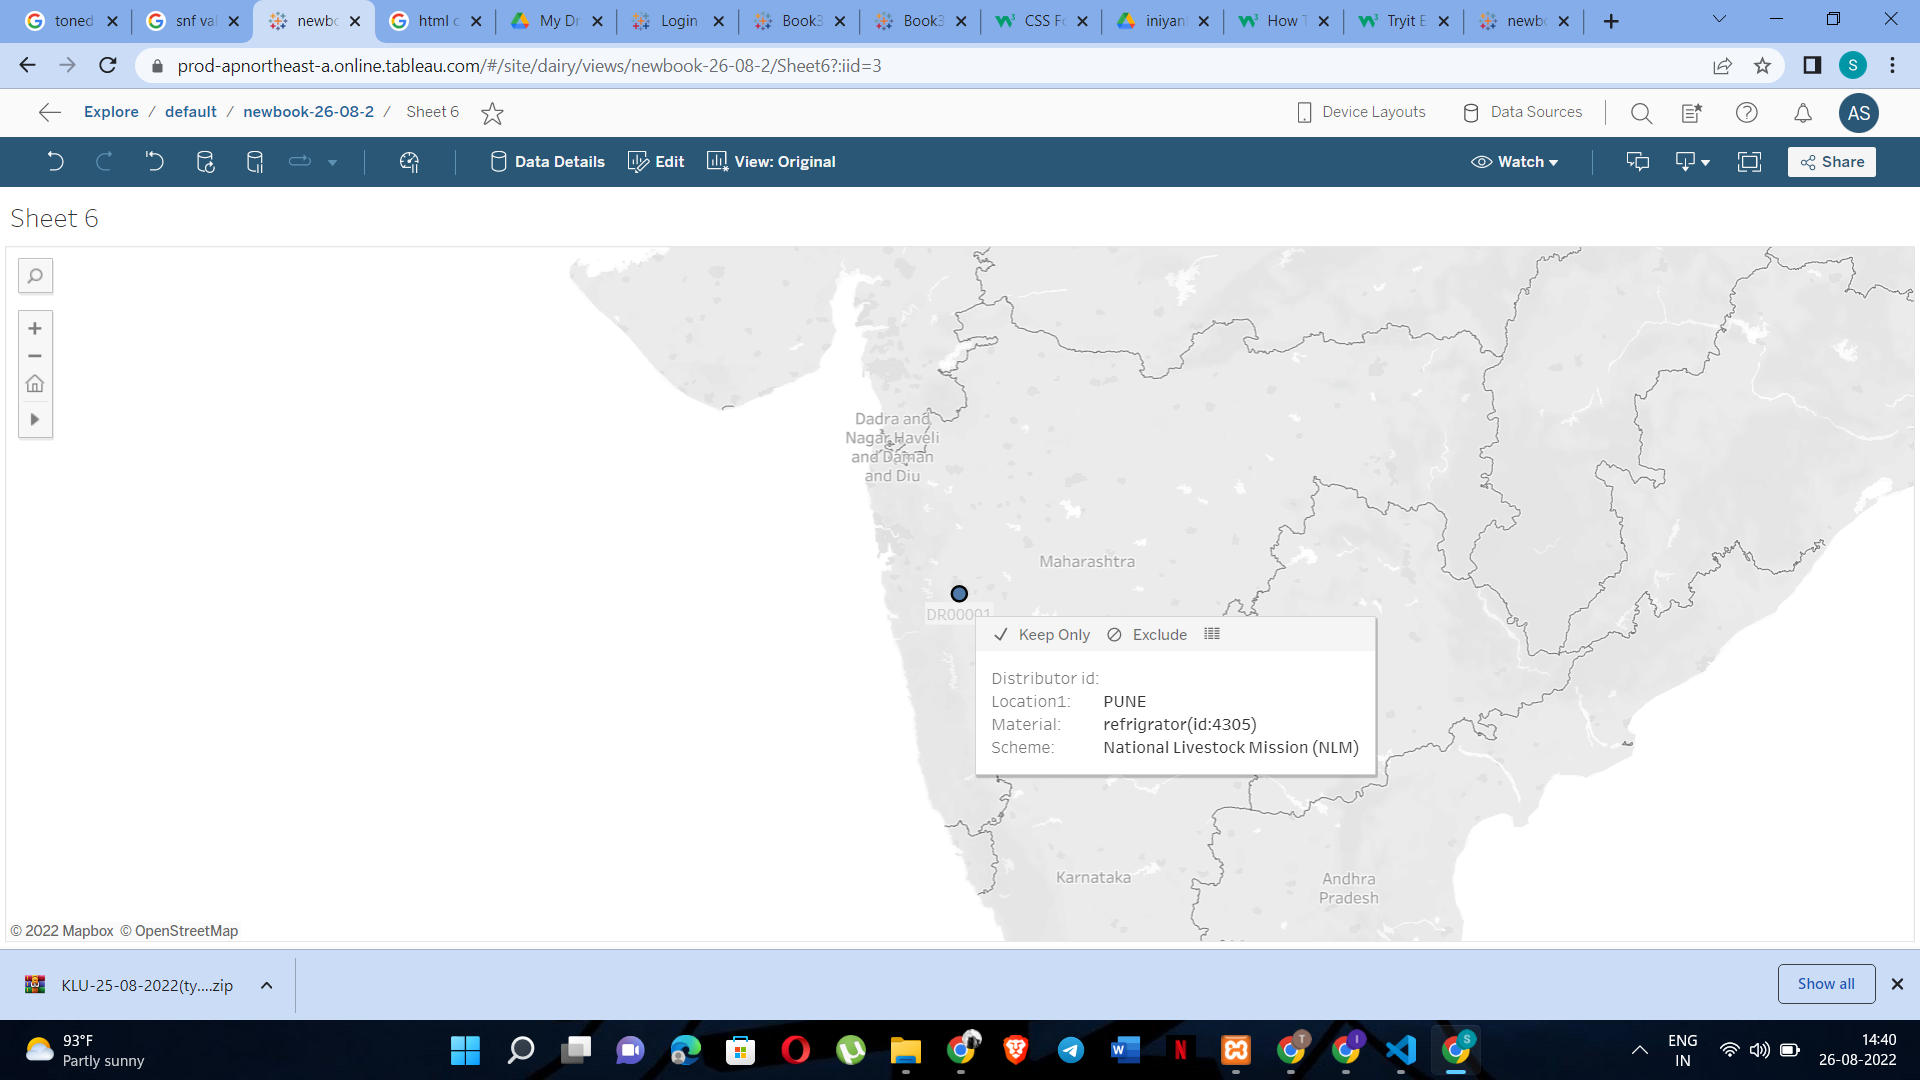 toned
snf val
newbo
html c
My Dr
Login
Book3
Book3
CSS Fo
iniyan
How T
Tryit E
newbo
prod-apnortheast-a.online.tableau.com/#/site/dairy/views/newbook-26-08-2/Sheet6?:iid=3
S
Explore / default / newbook-26-08-2 / Sheet 6
Device Layouts
Data Sources
AS
Data Details
Edit
View: Original
Watch
Share
Sheet 6
Dadra and
Nagar Haveli
and Daman
and Diu
Maharashtra
DR00001
Keep Only
Exclude
Distributor id:
Location1: PUNE
Material: refrigrator(id:4305)
Scheme: National Livestock Mission (NLM)
Karnataka
Andhra
Pradesh
© 2022 Mapbox © OpenStreetMap
KLU-25-08-2022(ty....zip
Show all
93°F
Partly sunny
ENG
IN
14:40
26-08-2022